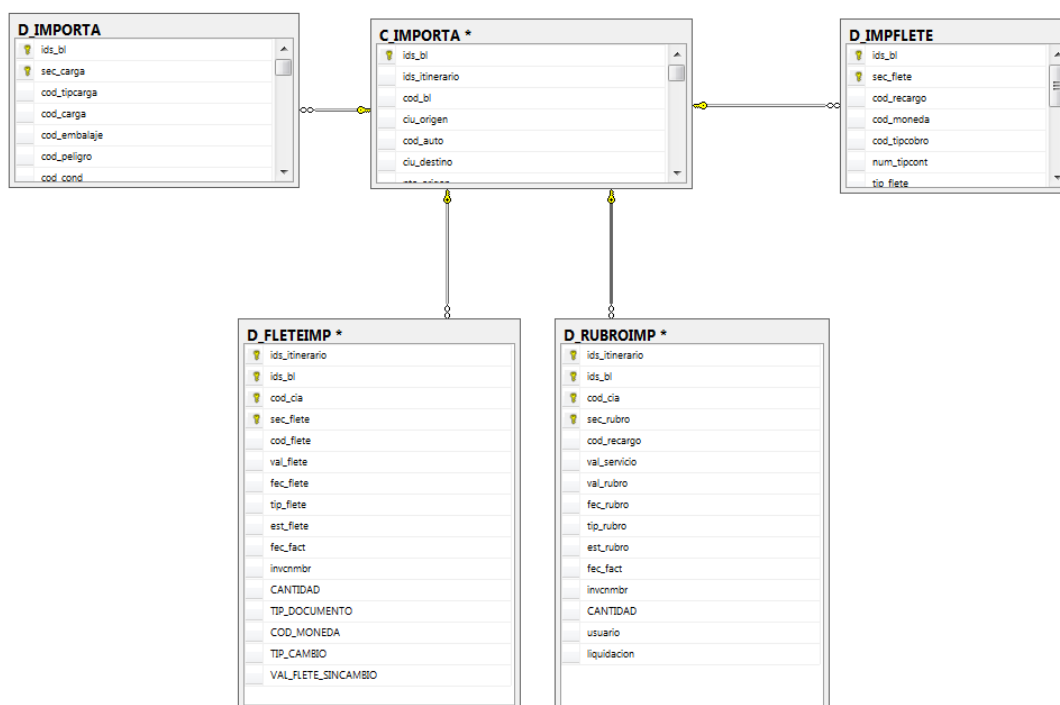 D_IMPORTA
ids_bl
sec_carga
cod_tipcarga
cod_carga
cod_embalaje
cod_peligro
cod_cond
C_IMPORTA *
ids_bl
ids_itinerario
cod_bl
ciu_origen
cod_auto
ciu_destino
D_IMPFLETE
ids_bl
sec_flete
cod_recargo
cod_moneda
cod_tipcobro
num_tipcont
tip_flete
D_FLETEIMP *
ids_itinerario
ids_bl
cod_cia
sec_flete
cod_flete
val_flete
fec_flete
tip_flete
est_flete
fec_fact
invcnmbr
CANTIDAD
TIP_DOCUMENTO
COD_MONEDA
TIP_CAMBIO
VAL_FLETE_SINCAMBIO
D_RUBROIMP *
ids_itinerario
ids_bl
cod_cia
sec_rubro
cod_recargo
val_servicio
val_rubro
fec_rubro
tip_rubro
est_rubro
fec_fact
invcnmbr
CANTIDAD
usuario
liquidacion